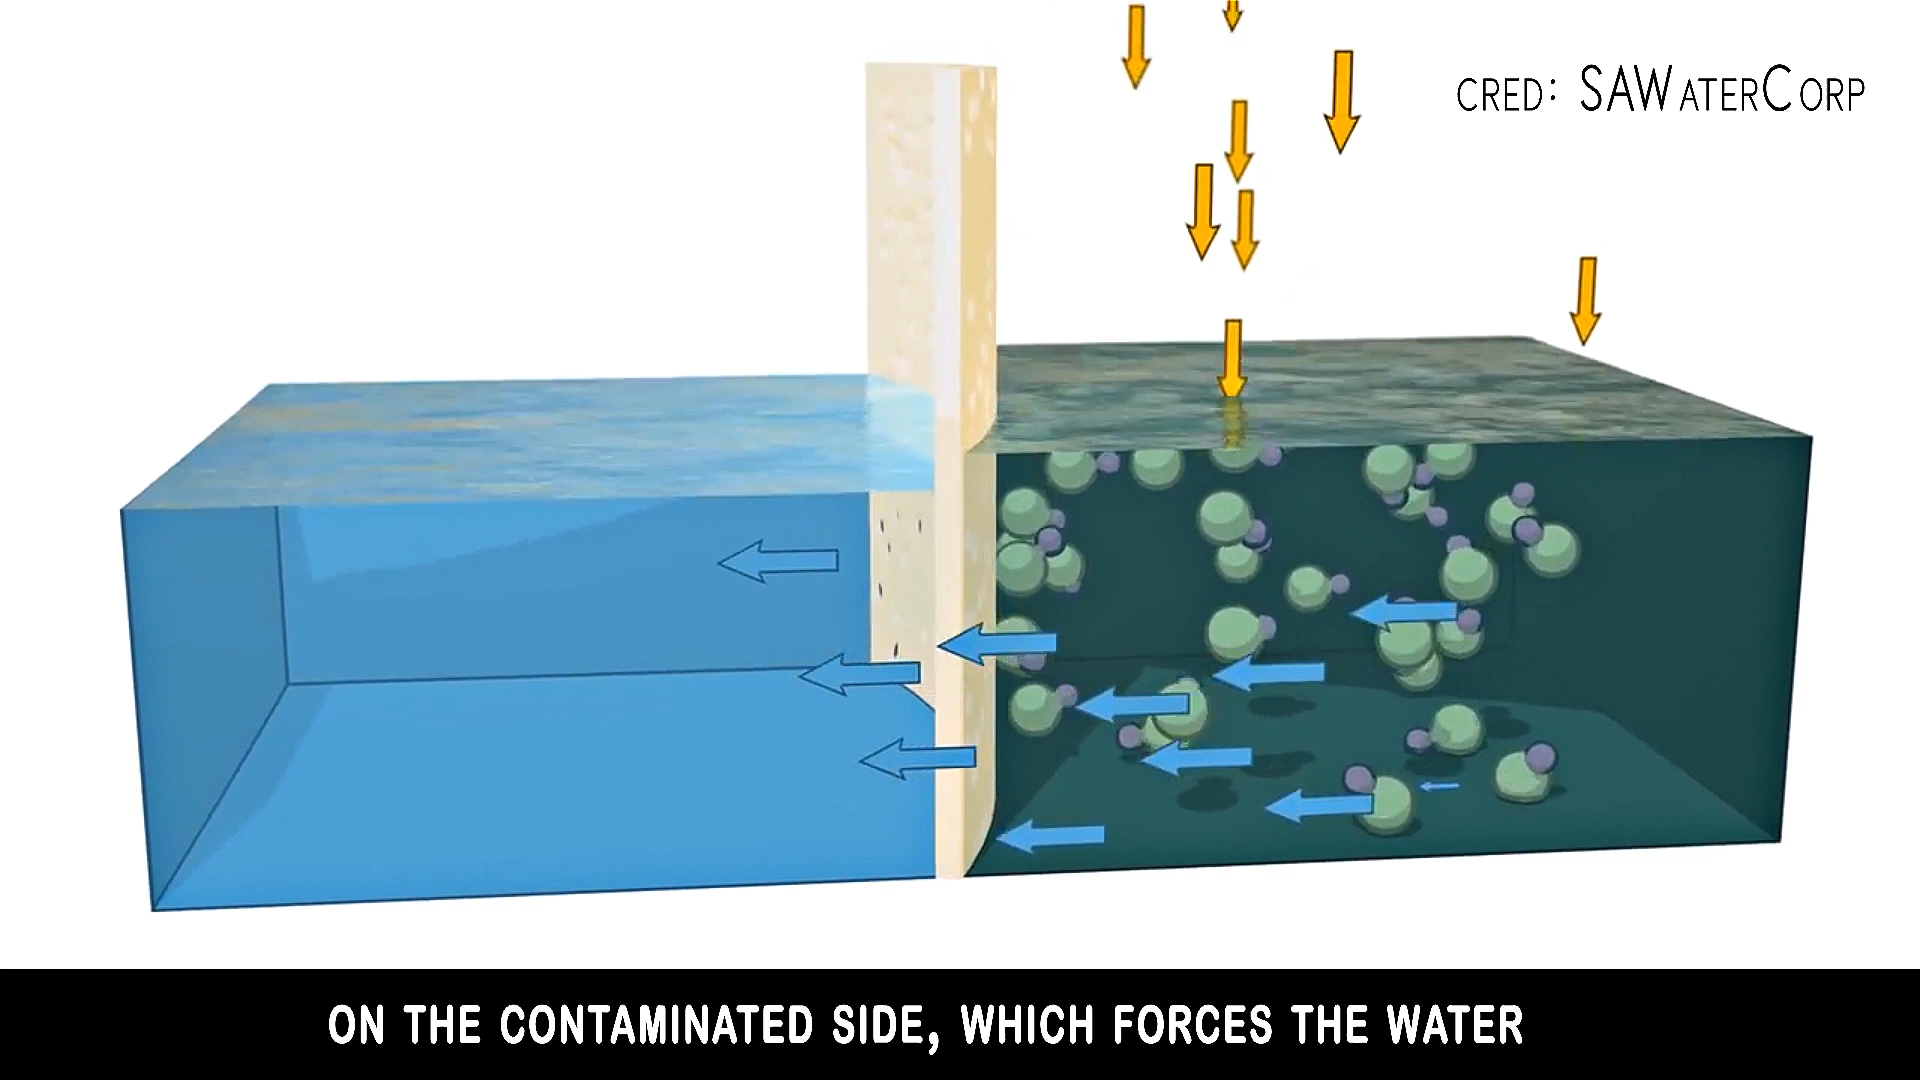 CRED: SAWATERCORP
ON THE CONTAMINATED SIDE, WHICH FORCES THE WATER